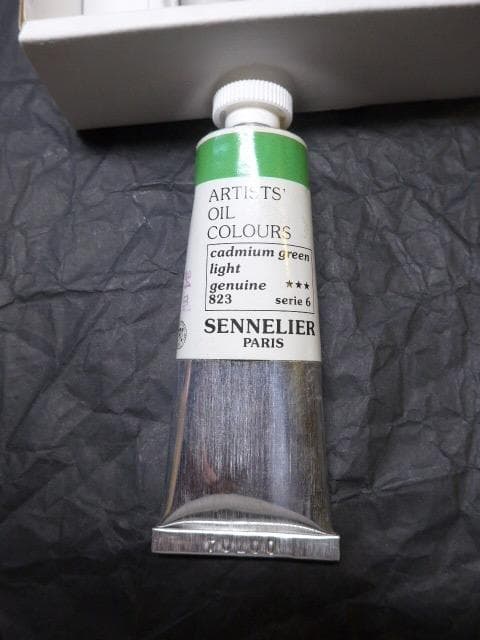 ARTISTS'
OIL
COLOURS
cadmium green
light
genuine ★★★
823 serie 6
SENNELIER
PARIS